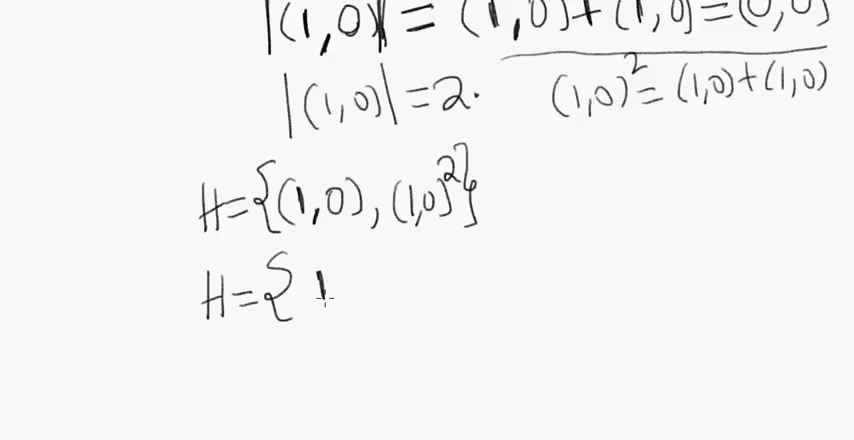 |(1,0)| = (1,0)+(1,0)=(0,0)
|(1,0)|=2.
(1,0)²=(1,0)+(1,0)
H={(1,0),(1,0)²}
H={ 1